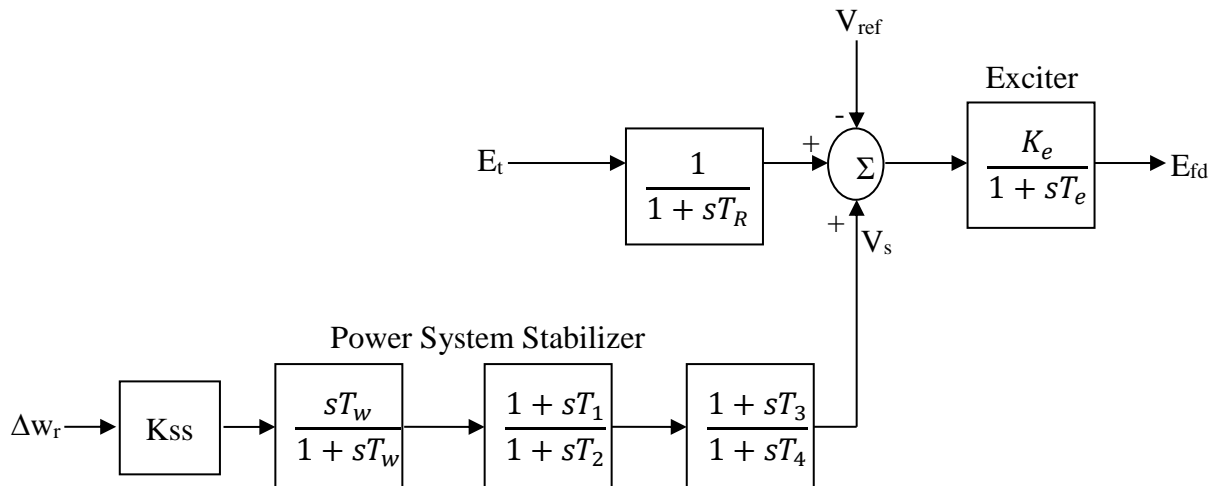 V_ref
Exciter
-
E_t
1
1 + sT_R
+
Σ
K_e
1 + sT_e
E_fd
+
V_s
Power System Stabilizer
Δw_r
Kss
sT_w
1 + sT_w
1 + sT_1
1 + sT_2
1 + sT_3
1 + sT_4